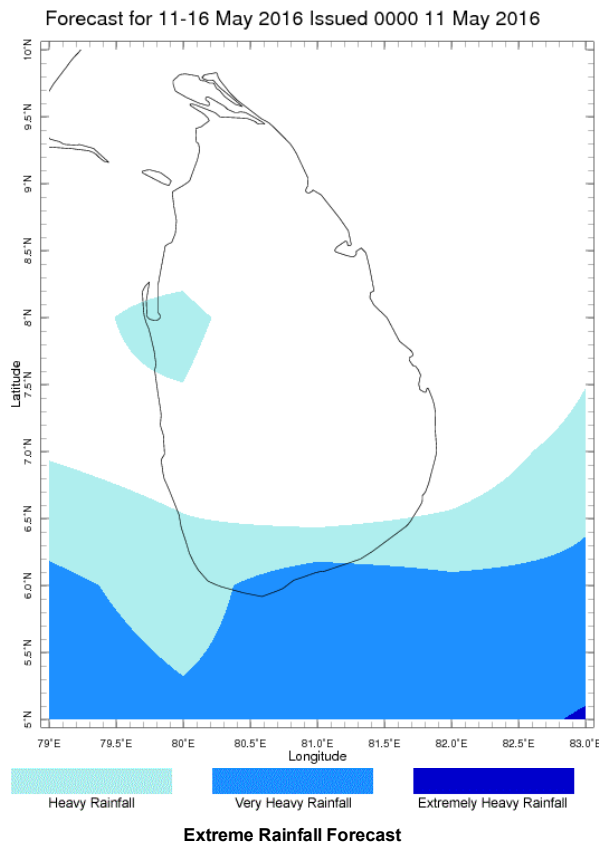 Forecast for 11-16 May 2016 Issued 0000 11 May 2016
10°N
9.5°N
9°N
8.5°N
8°N
7.5°N
7.0°N
6.5°N
6.0°N
5.5°N
5°N
Latitude
79°E 79.5°E 80°E 80.5°E 81.0°E 81.5°E 82.0°E 82.5°E 83.0°E
Longitude
Heavy Rainfall Very Heavy Rainfall Extremely Heavy Rainfall
Extreme Rainfall Forecast